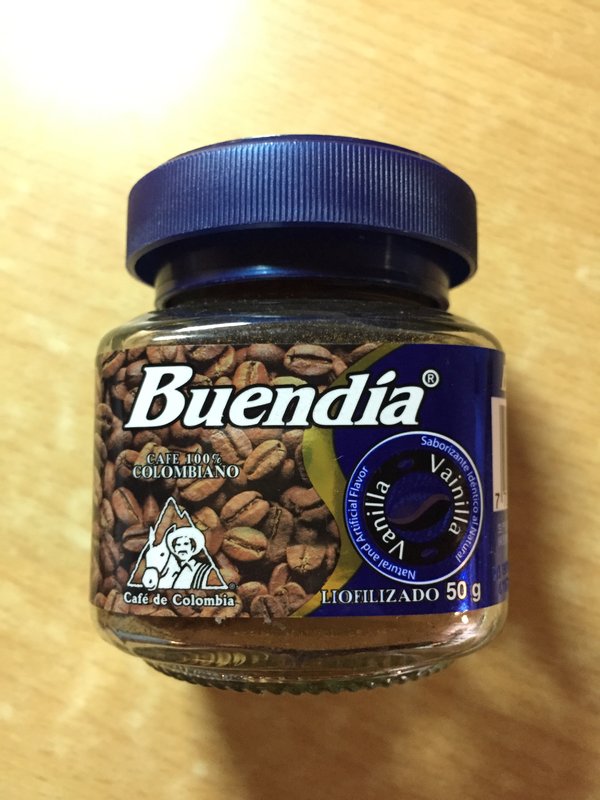 Buendía®
CAFE 100%
COLOMBIANO
Café de Colombia®
Saborizante Idéntico al Natural
Vainilla
Vanilla
Natural and Artificial Flavor
LIOFILIZADO 50 g